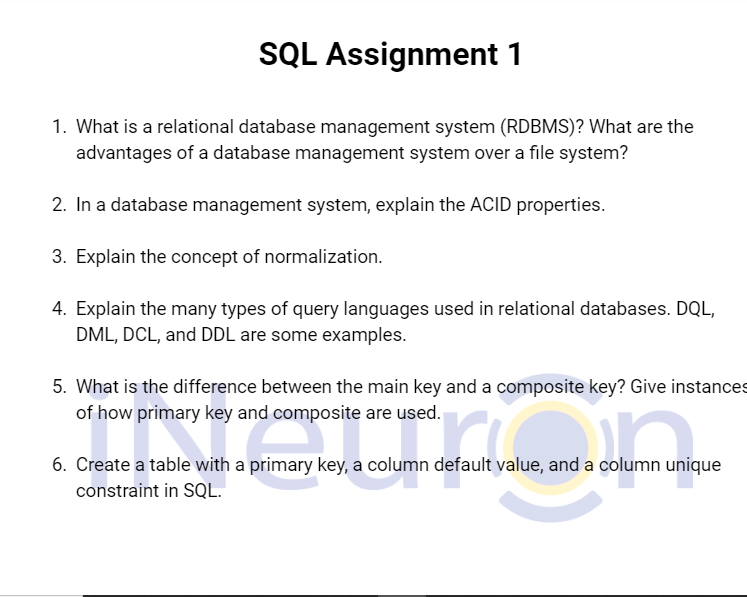 SQL Assignment 1
1. What is a relational database management system (RDBMS)? What are the
advantages of a database management system over a file system?
2. In a database management system, explain the ACID properties.
3. Explain the concept of normalization.
4. Explain the many types of query languages used in relational databases. DQL,
DML, DCL, and DDL are some examples.
5. What is the difference between the main key and a composite key? Give instances
of how primary key and composite are used.
6. Create a table with a primary key, a column default value, and a column unique
constraint in SQL.
iNeuron